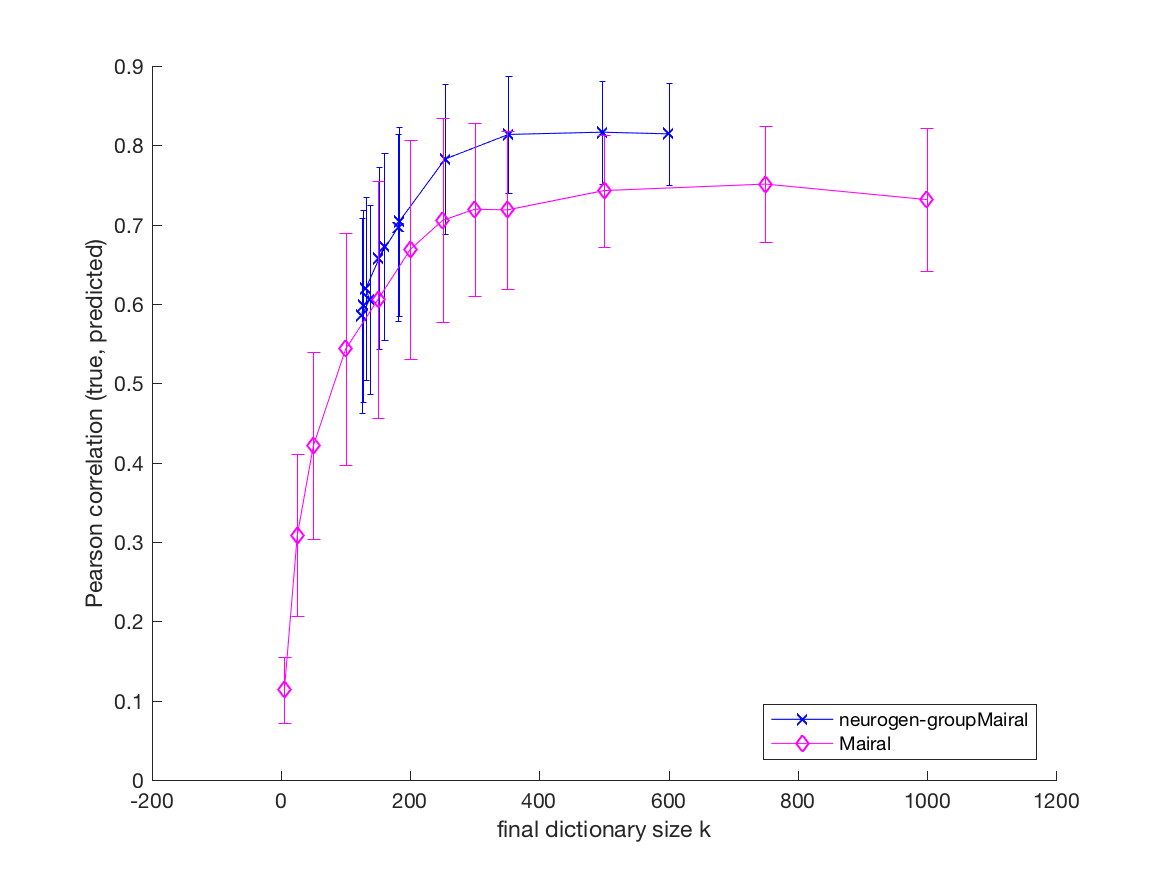 0.9
0.8
0.7
0.6
0.5
0.4
0.3
0.2
0.1
0
Pearson correlation (true, predicted)
-200 0 200 400 600 800 1000 1200
final dictionary size k
neurogen-groupMairal
Mairal